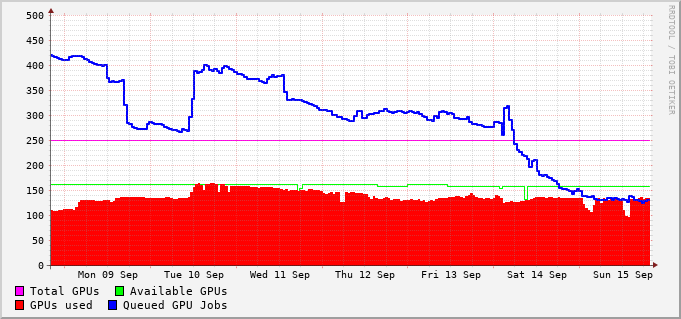 500
450
400
350
300
250
200
150
100
50
0
Mon 09 Sep Tue 10 Sep Wed 11 Sep Thu 12 Sep Fri 13 Sep Sat 14 Sep Sun 15 Sep
Total GPUs Available GPUs
GPUs used Queued GPU Jobs
RRDTOOL / TOBI OETIKER